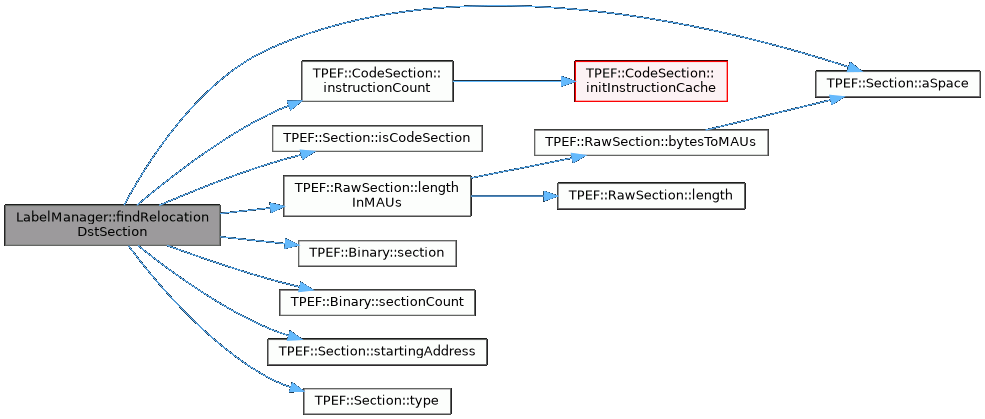 LabelManager::findRelocation
DstSection
TPEF::CodeSection::
instructionCount
TPEF::CodeSection::
initInstructionCache
TPEF::Section::aSpace
TPEF::Section::isCodeSection
TPEF::RawSection::bytesToMAUs
TPEF::RawSection::length
InMAUs
TPEF::RawSection::length
TPEF::Binary::section
TPEF::Binary::sectionCount
TPEF::Section::startingAddress
TPEF::Section::type